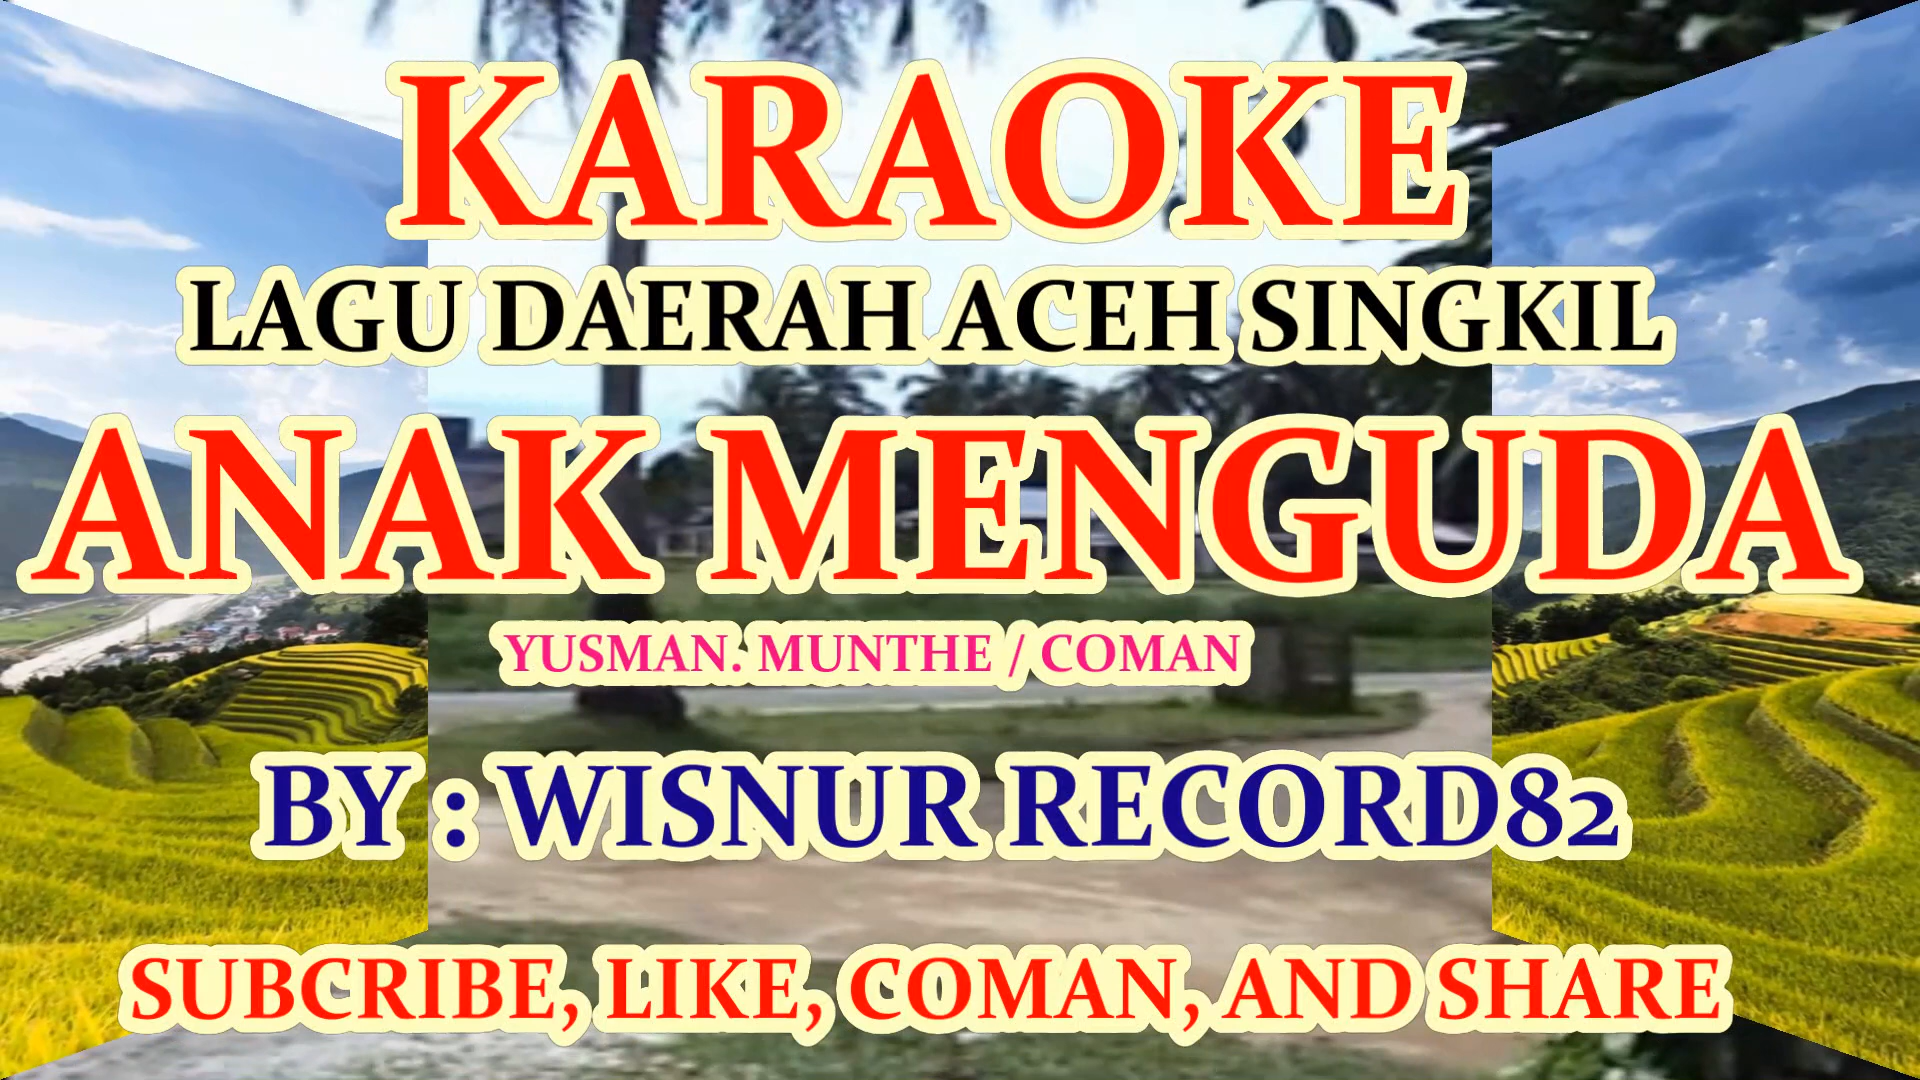 KARAOKE
LAGU DAERAH ACEH SINGKIL
ANAK MENGUDA
YUSMAN. MUNTHE / COMAN
BY : WISNUR RECORD82
SUBCRIBE, LIKE, COMAN, AND SHARE